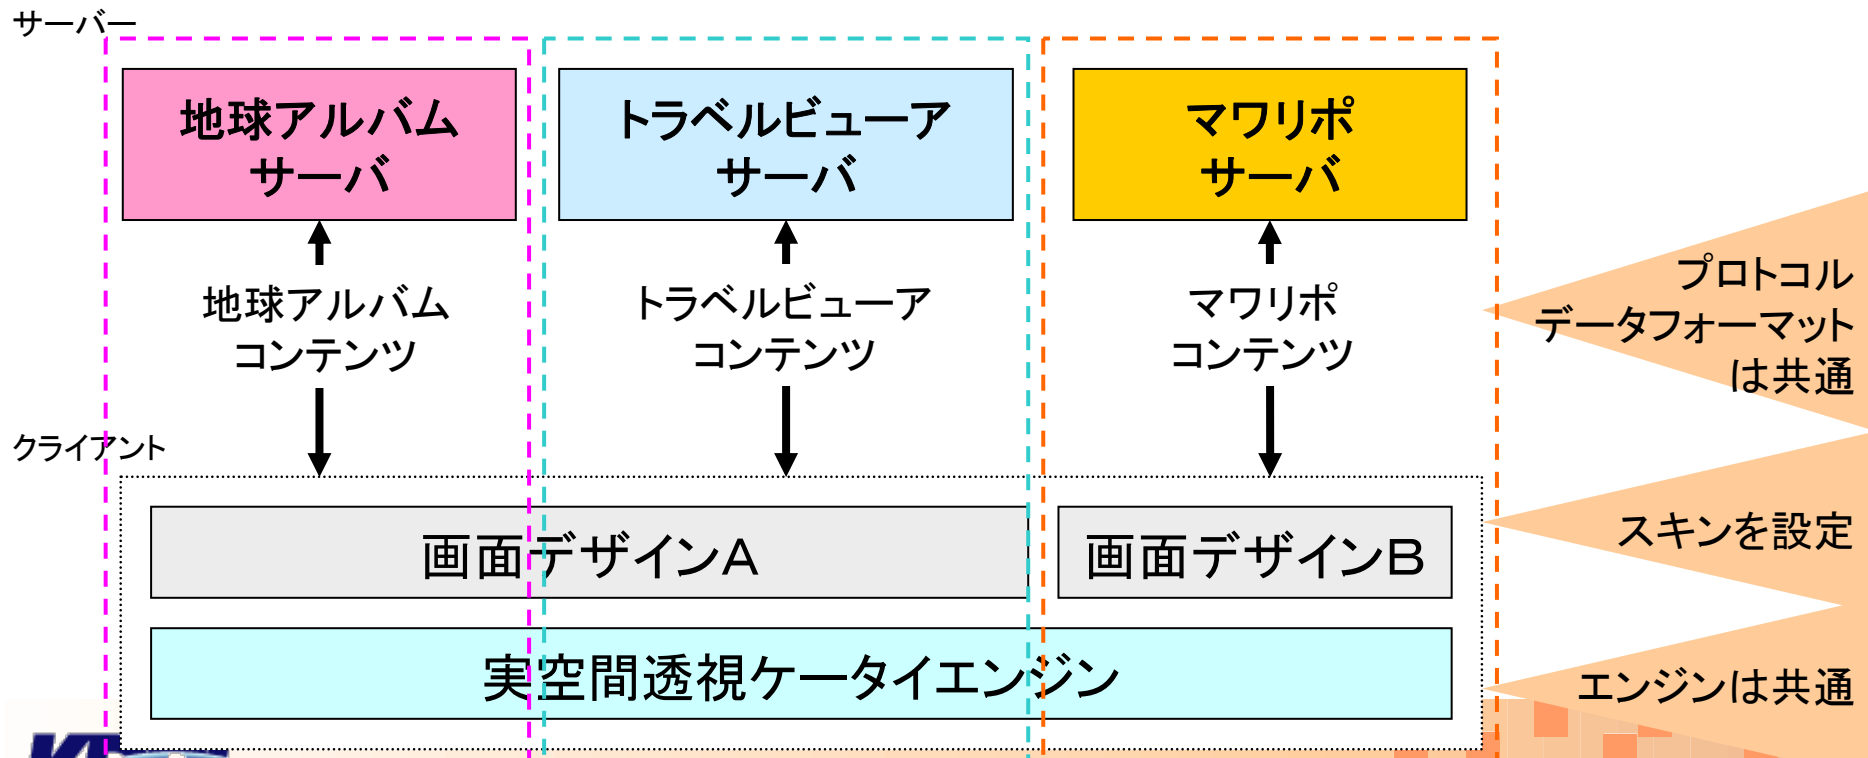 サーバー
地球アルバム
サーバ
トラベルビューア
サーバ
マワリポ
サーバ
地球アルバム
コンテンツ
トラベルビューア
コンテンツ
マワリポ
コンテンツ
プロトコル
データフォーマット
は共通
クライアント
画面デザインA
画面デザインB
スキンを設定
実空間透視ケータイエンジン
エンジンは共通